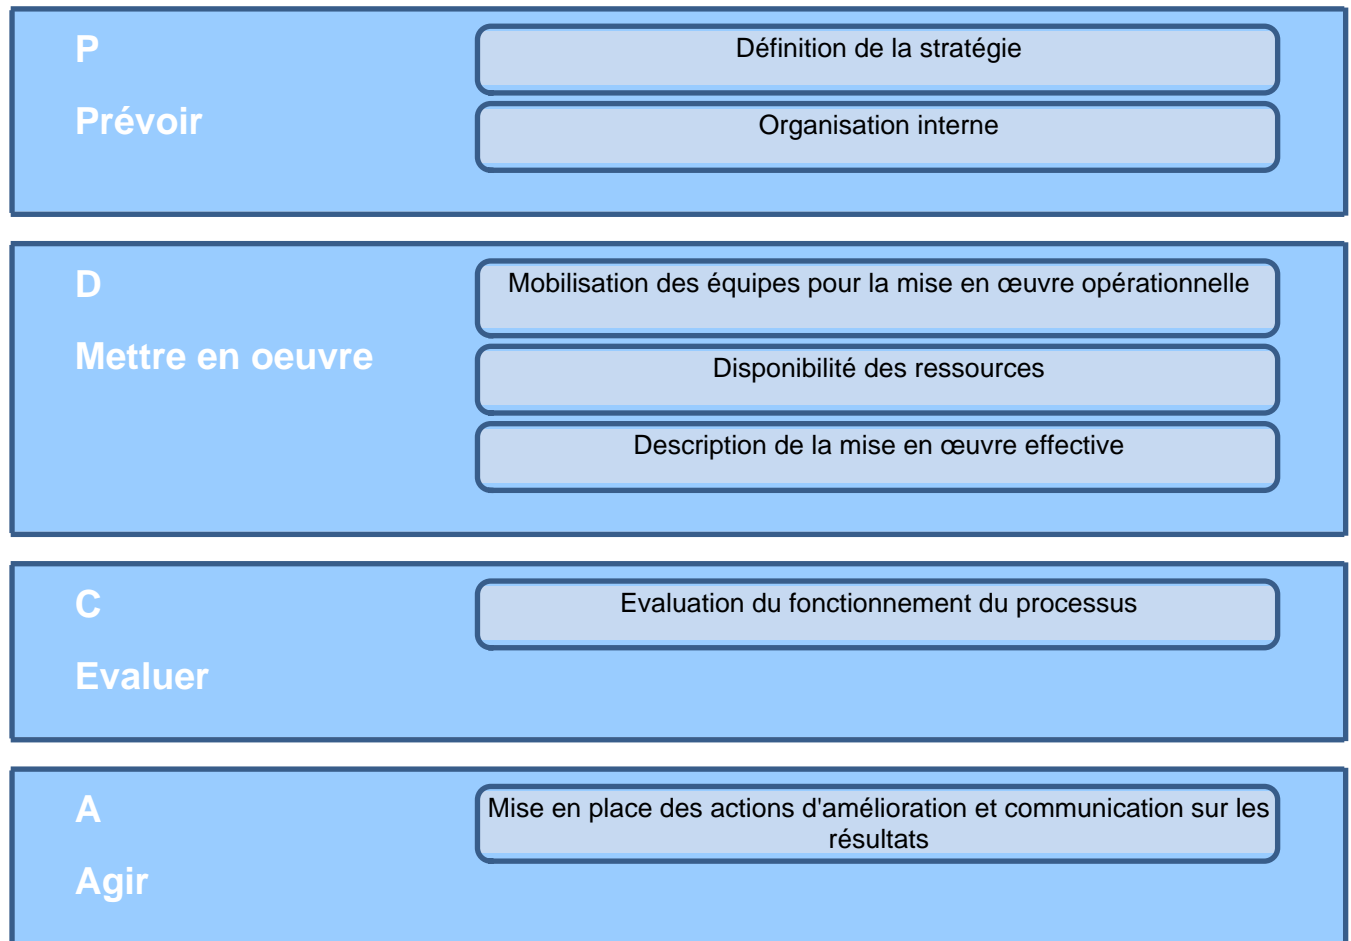 P
Prévoir
Définition de la stratégie
Organisation interne
D
Mettre en oeuvre
Mobilisation des équipes pour la mise en œuvre opérationnelle
Disponibilité des ressources
Description de la mise en œuvre effective
C
Evaluer
Evaluation du fonctionnement du processus
A
Agir
Mise en place des actions d'amélioration et communication sur les
résultats